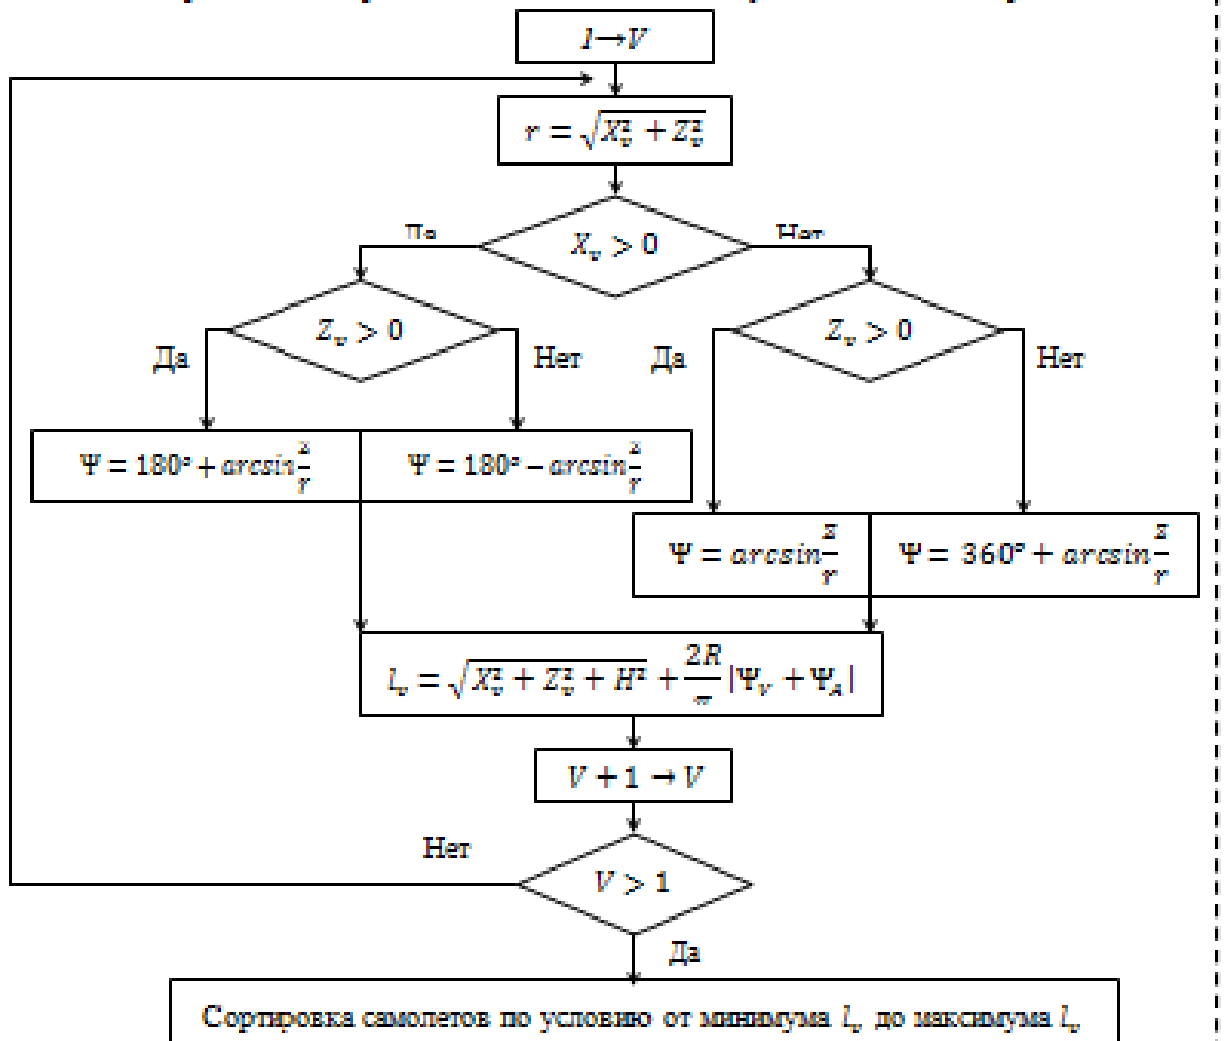 1→V
r = √(X_v² + Z_v²)
Да
X_v > 0
Нет
Z_v > 0
Z_v > 0
Да
Нет
Да
Нет
Ψ = 180° + arcsin z/r
Ψ = 180° − arcsin z/r
Ψ = arcsin z/r
Ψ = 360° + arcsin z/r
l_v = √(X_v² + Z_v² + H²) + 2R/π |Ψ_V + Ψ_A|
V + 1 → V
Нет
V > 1
Да
Сортировка самолетов по условию от минимума l_v до максимума l_v